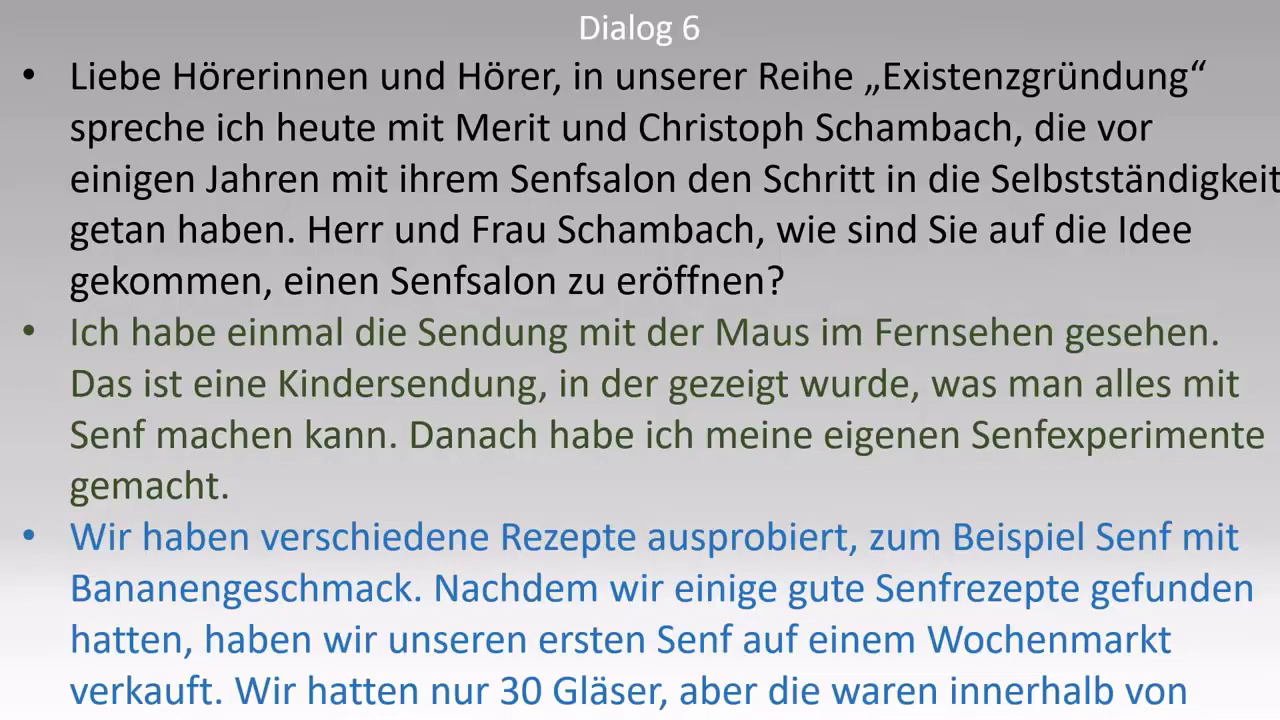 Dialog 6
• Liebe Hörerinnen und Hörer, in unserer Reihe „Existenzgründung“
spreche ich heute mit Merit und Christoph Schambach, die vor
einigen Jahren mit ihrem Senfsalon den Schritt in die Selbstständigkeit
getan haben. Herr und Frau Schambach, wie sind Sie auf die Idee
gekommen, einen Senfsalon zu eröffnen?
• Ich habe einmal die Sendung mit der Maus im Fernsehen gesehen.
Das ist eine Kindersendung, in der gezeigt wurde, was man alles mit
Senf machen kann. Danach habe ich meine eigenen Senfexperimente
gemacht.
• Wir haben verschiedene Rezepte ausprobiert, zum Beispiel Senf mit
Bananengeschmack. Nachdem wir einige gute Senfrezepte gefunden
hatten, haben wir unseren ersten Senf auf einem Wochenmarkt
verkauft. Wir hatten nur 30 Gläser, aber die waren innerhalb von